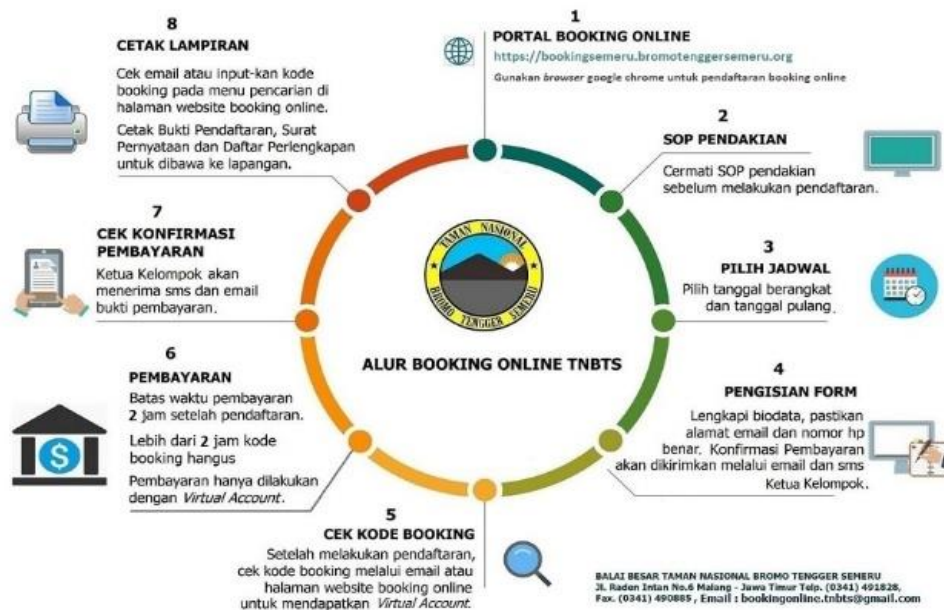 1
PORTAL BOOKING ONLINE
https://bookingsemeru.bromotenggersemeru.org
Gunakan browser google chrome untuk pendaftaran booking online
2
SOP PENDAKIAN
Cermati SOP pendakian
sebelum melakukan pendaftaran.
3
PILIH JADWAL
Pilih tanggal berangkat
dan tanggal pulang.
4
PENGISIAN FORM
Lengkapi biodata, pastikan
alamat email dan nomor hp
benar. Konfirmasi Pembayaran
akan dikirimkan melalui email dan sms
Ketua Kelompok.
5
CEK KODE BOOKING
Setelah melakukan pendaftaran,
cek kode booking melalui email atau
halaman website booking online
untuk mendapatkan Virtual Account.
6
PEMBAYARAN
Batas waktu pembayaran
2 jam setelah pendaftaran.
Lebih dari 2 jam kode
booking hangus
Pembayaran hanya dilakukan
dengan Virtual Account.
7
CEK KONFIRMASI
PEMBAYARAN
Ketua Kelompok akan
menerima sms dan email
bukti pembayaran.
8
CETAK LAMPIRAN
Cek email atau input-kan kode
booking pada menu pencarian di
halaman website booking online.
Cetak Bukti Pendaftaran, Surat
Pernyataan dan Daftar Perlengkapan
untuk dibawa ke lapangan.
TAMAN NASIONAL
BROMO TENGGER SEMERU
ALUR BOOKING ONLINE TNBTS
BALAI BESAR TAMAN NASIONAL BROMO TENGGER SEMERU
Jl. Raden Intan No.6 Malang - Jawa Timur Telp. (0341) 491828,
Fax. (0341) 490885 , Email : bookingonline.tnbts@gmail.com